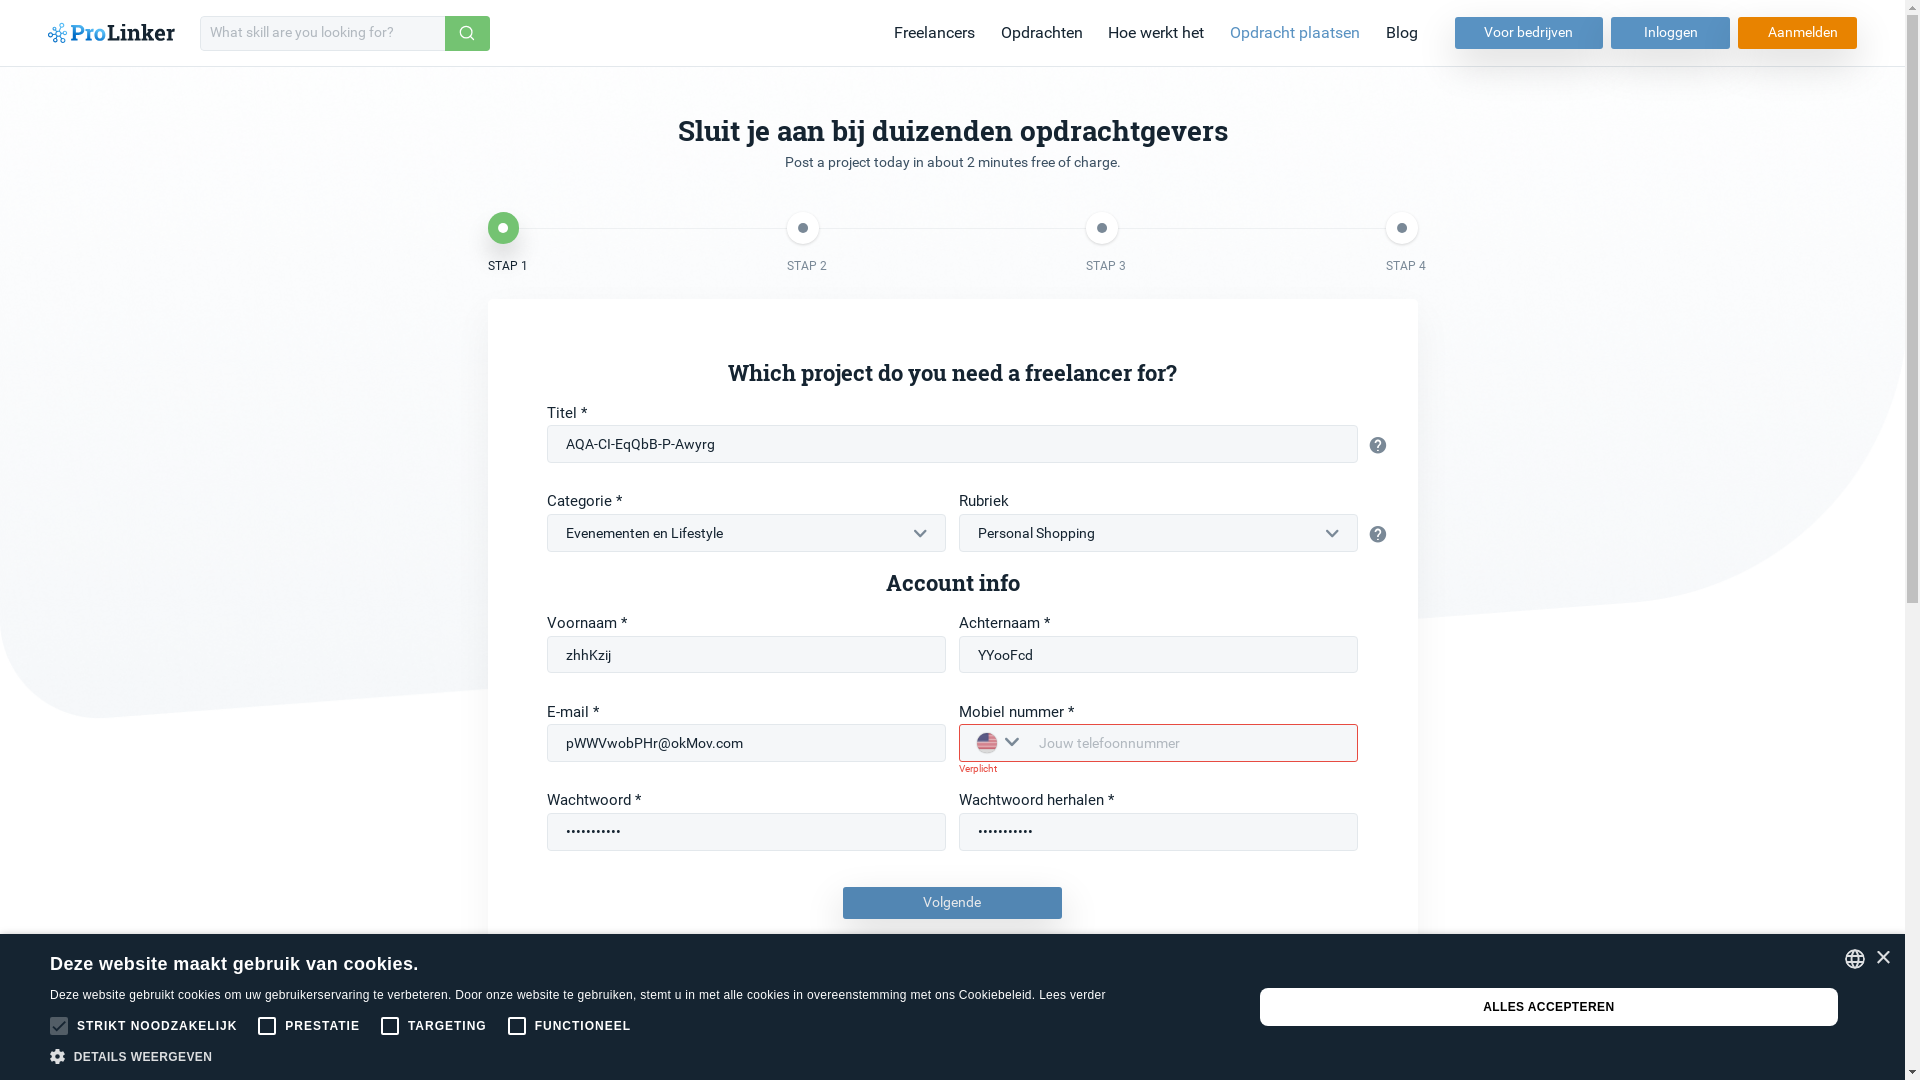 ProLinker
What skill are you looking for?
Freelancers
Opdrachten
Hoe werkt het
Opdracht plaatsen
Blog
Voor bedrijven
Inloggen
Aanmelden
Sluit je aan bij duizenden opdrachtgevers
Post a project today in about 2 minutes free of charge.
STAP 1
STAP 2
STAP 3
STAP 4
Which project do you need a freelancer for?
Titel *
AQA-CI-EqQbB-P-Awyrg
Categorie *
Rubriek
Evenementen en Lifestyle
Personal Shopping
Account info
Voornaam *
Achternaam *
zhhKzij
YYooFcd
E-mail *
Mobiel nummer *
pWWVwobPHr@okMov.com
Jouw telefoonnummer
Verplicht
Wachtwoord *
Wachtwoord herhalen *
•••••••••••
•••••••••••
Volgende
Deze website maakt gebruik van cookies.
Deze website gebruikt cookies om uw gebruikerservaring te verbeteren. Door onze website te gebruiken, stemt u in met alle cookies in overeenstemming met ons Cookiebeleid. Lees verder
STRIKT NOODZAKELIJK
PRESTATIE
TARGETING
FUNCTIONEEL
DETAILS WEERGEVEN
ALLES ACCEPTEREN